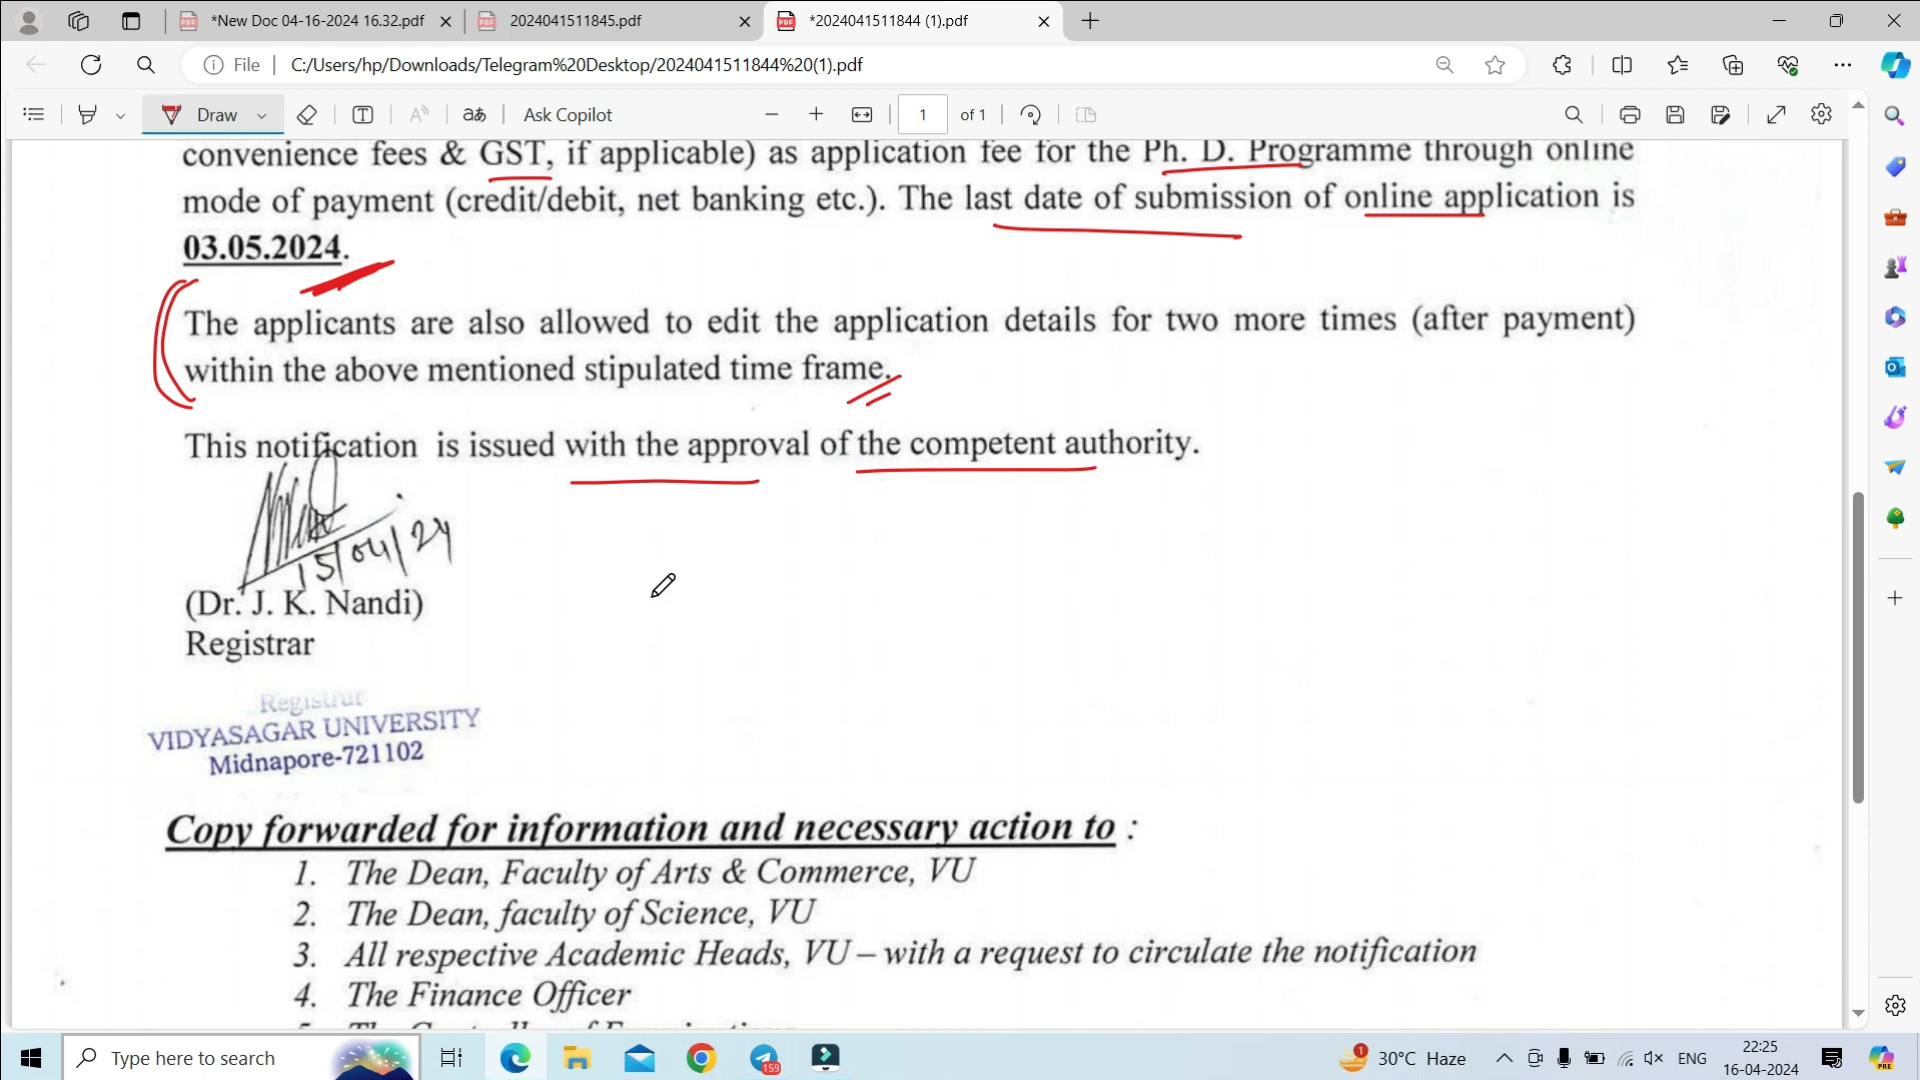 *New Doc 04-16-2024 16.32.pdf
2024041511845.pdf
*2024041511844 (1).pdf
File
C:/Users/hp/Downloads/Telegram%20Desktop/2024041511844%20(1).pdf
Draw
aあ
Ask Copilot
1
of 1
convenience fees & GST, if applicable) as application fee for the Ph. D. Programme through online
mode of payment (credit/debit, net banking etc.). The last date of submission of online application is
03.05.2024.
The applicants are also allowed to edit the application details for two more times (after payment)
within the above mentioned stipulated time frame.
This notification is issued with the approval of the competent authority.
15/04/24
(Dr. J. K. Nandi)
Registrar
Registrar
VIDYASAGAR UNIVERSITY
Midnapore-721102
Copy forwarded for information and necessary action to :
1. The Dean, Faculty of Arts & Commerce, VU
2. The Dean, faculty of Science, VU
3. All respective Academic Heads, VU – with a request to circulate the notification
4. The Finance Officer
Type here to search
159
1
30°C Haze
ENG
22:25
16-04-2024